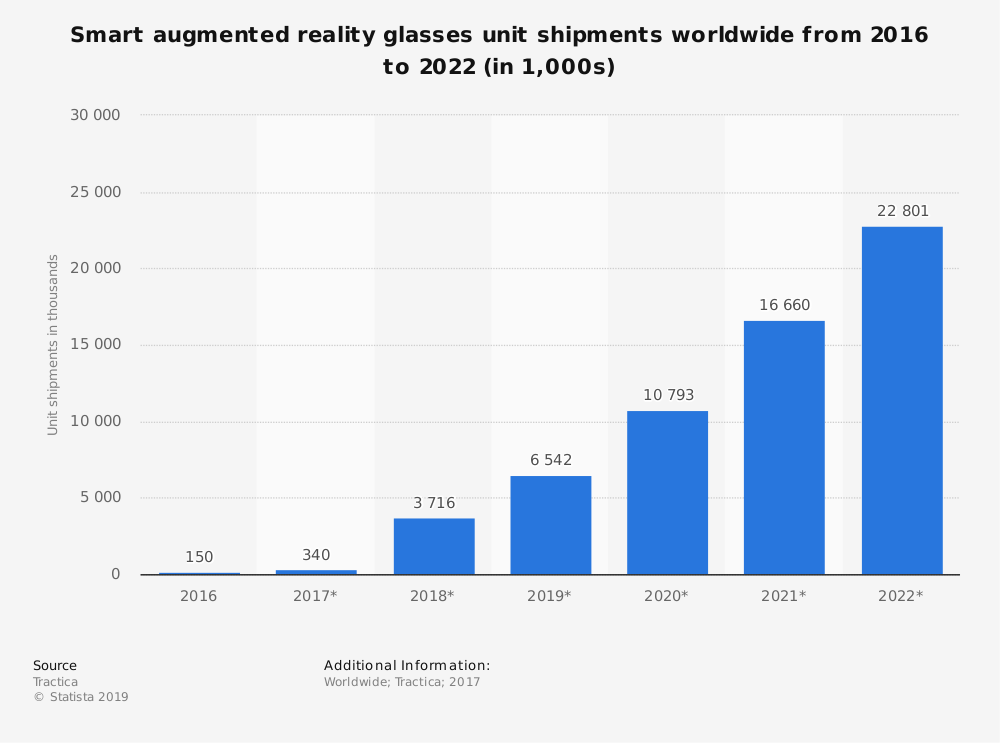 Smart augmented reality glasses unit shipments worldwide from 2016
to 2022 (in 1,000s)
Unit shipments in thousands
30 000
25 000
20 000
15 000
10 000
5 000
0
150
340
3 716
6 542
10 793
16 660
22 801
2016
2017*
2018*
2019*
2020*
2021*
2022*
Source
Tractica
© Statista 2019
Additional Information:
Worldwide; Tractica; 2017